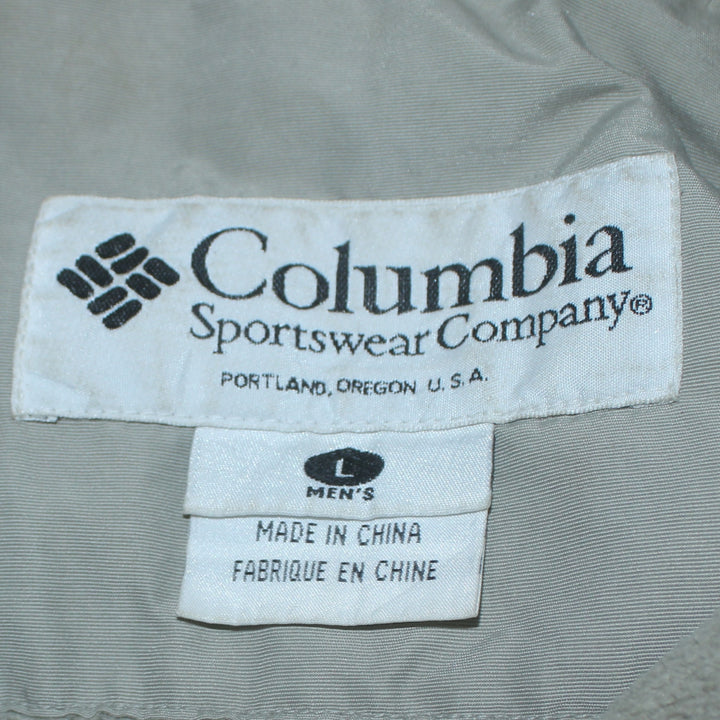 Columbia
Sportswear Company®
PORTLAND, OREGON U.S.A.
L
MEN'S
MADE IN CHINA
FABRIQUE EN CHINE